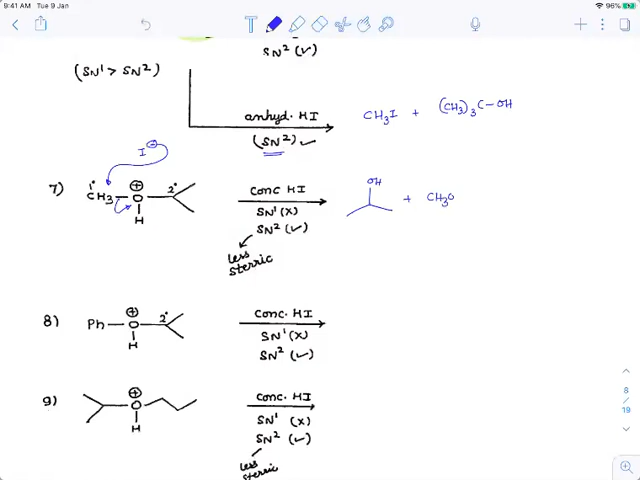 9:41 AM Tue 9 Jan
96%
T
SN² (✓)
(SN¹ > SN²)
anhyd. HI
CH₃I + (CH₃)₃C–OH
(SN²) ✓
I⊖
7) 1° CH₃–O⊕–H 2°
conc HI
SN¹ (x)
SN² (✓)
less sterric
OH + CH₃O
8) Ph–O⊕–H 2°
Conc. HI
SN¹ (x)
SN² (✓)
9) O⊕–H
conc. HI
SN¹ (x)
SN² (✓)
less sterric
8
19